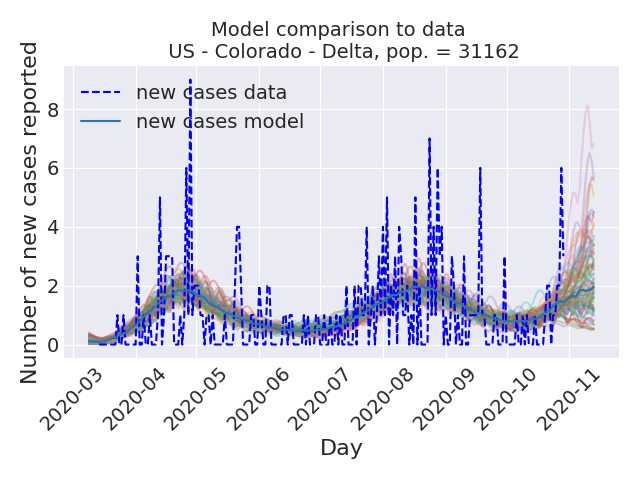 Model comparison to data
US - Colorado - Delta, pop. = 31162
Number of new cases reported
8
6
4
2
0
new cases data
new cases model
2020-03
2020-04
2020-05
2020-06
2020-07
2020-08
2020-09
2020-10
2020-11
Day